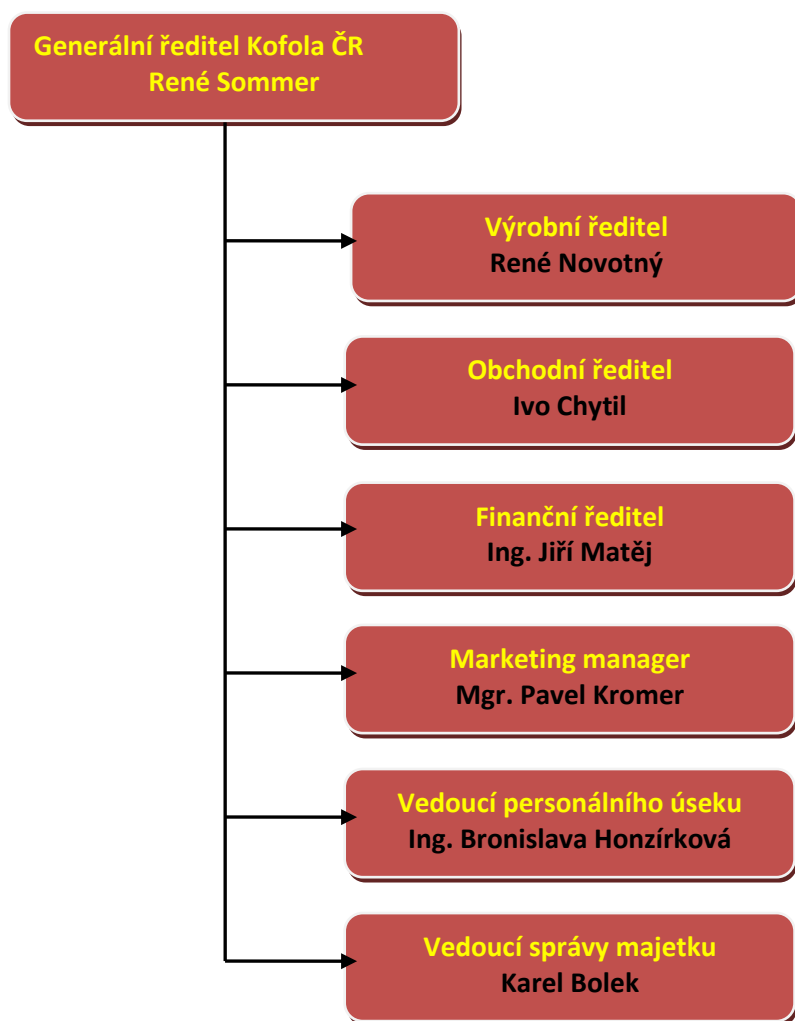 Generální ředitel Kofola ČR
René Sommer
Výrobní ředitel
René Novotný
Obchodní ředitel
Ivo Chytil
Finanční ředitel
Ing. Jiří Matěj
Marketing manager
Mgr. Pavel Kromer
Vedoucí personálního úseku
Ing. Bronislava Honzírková
Vedoucí správy majetku
Karel Bolek